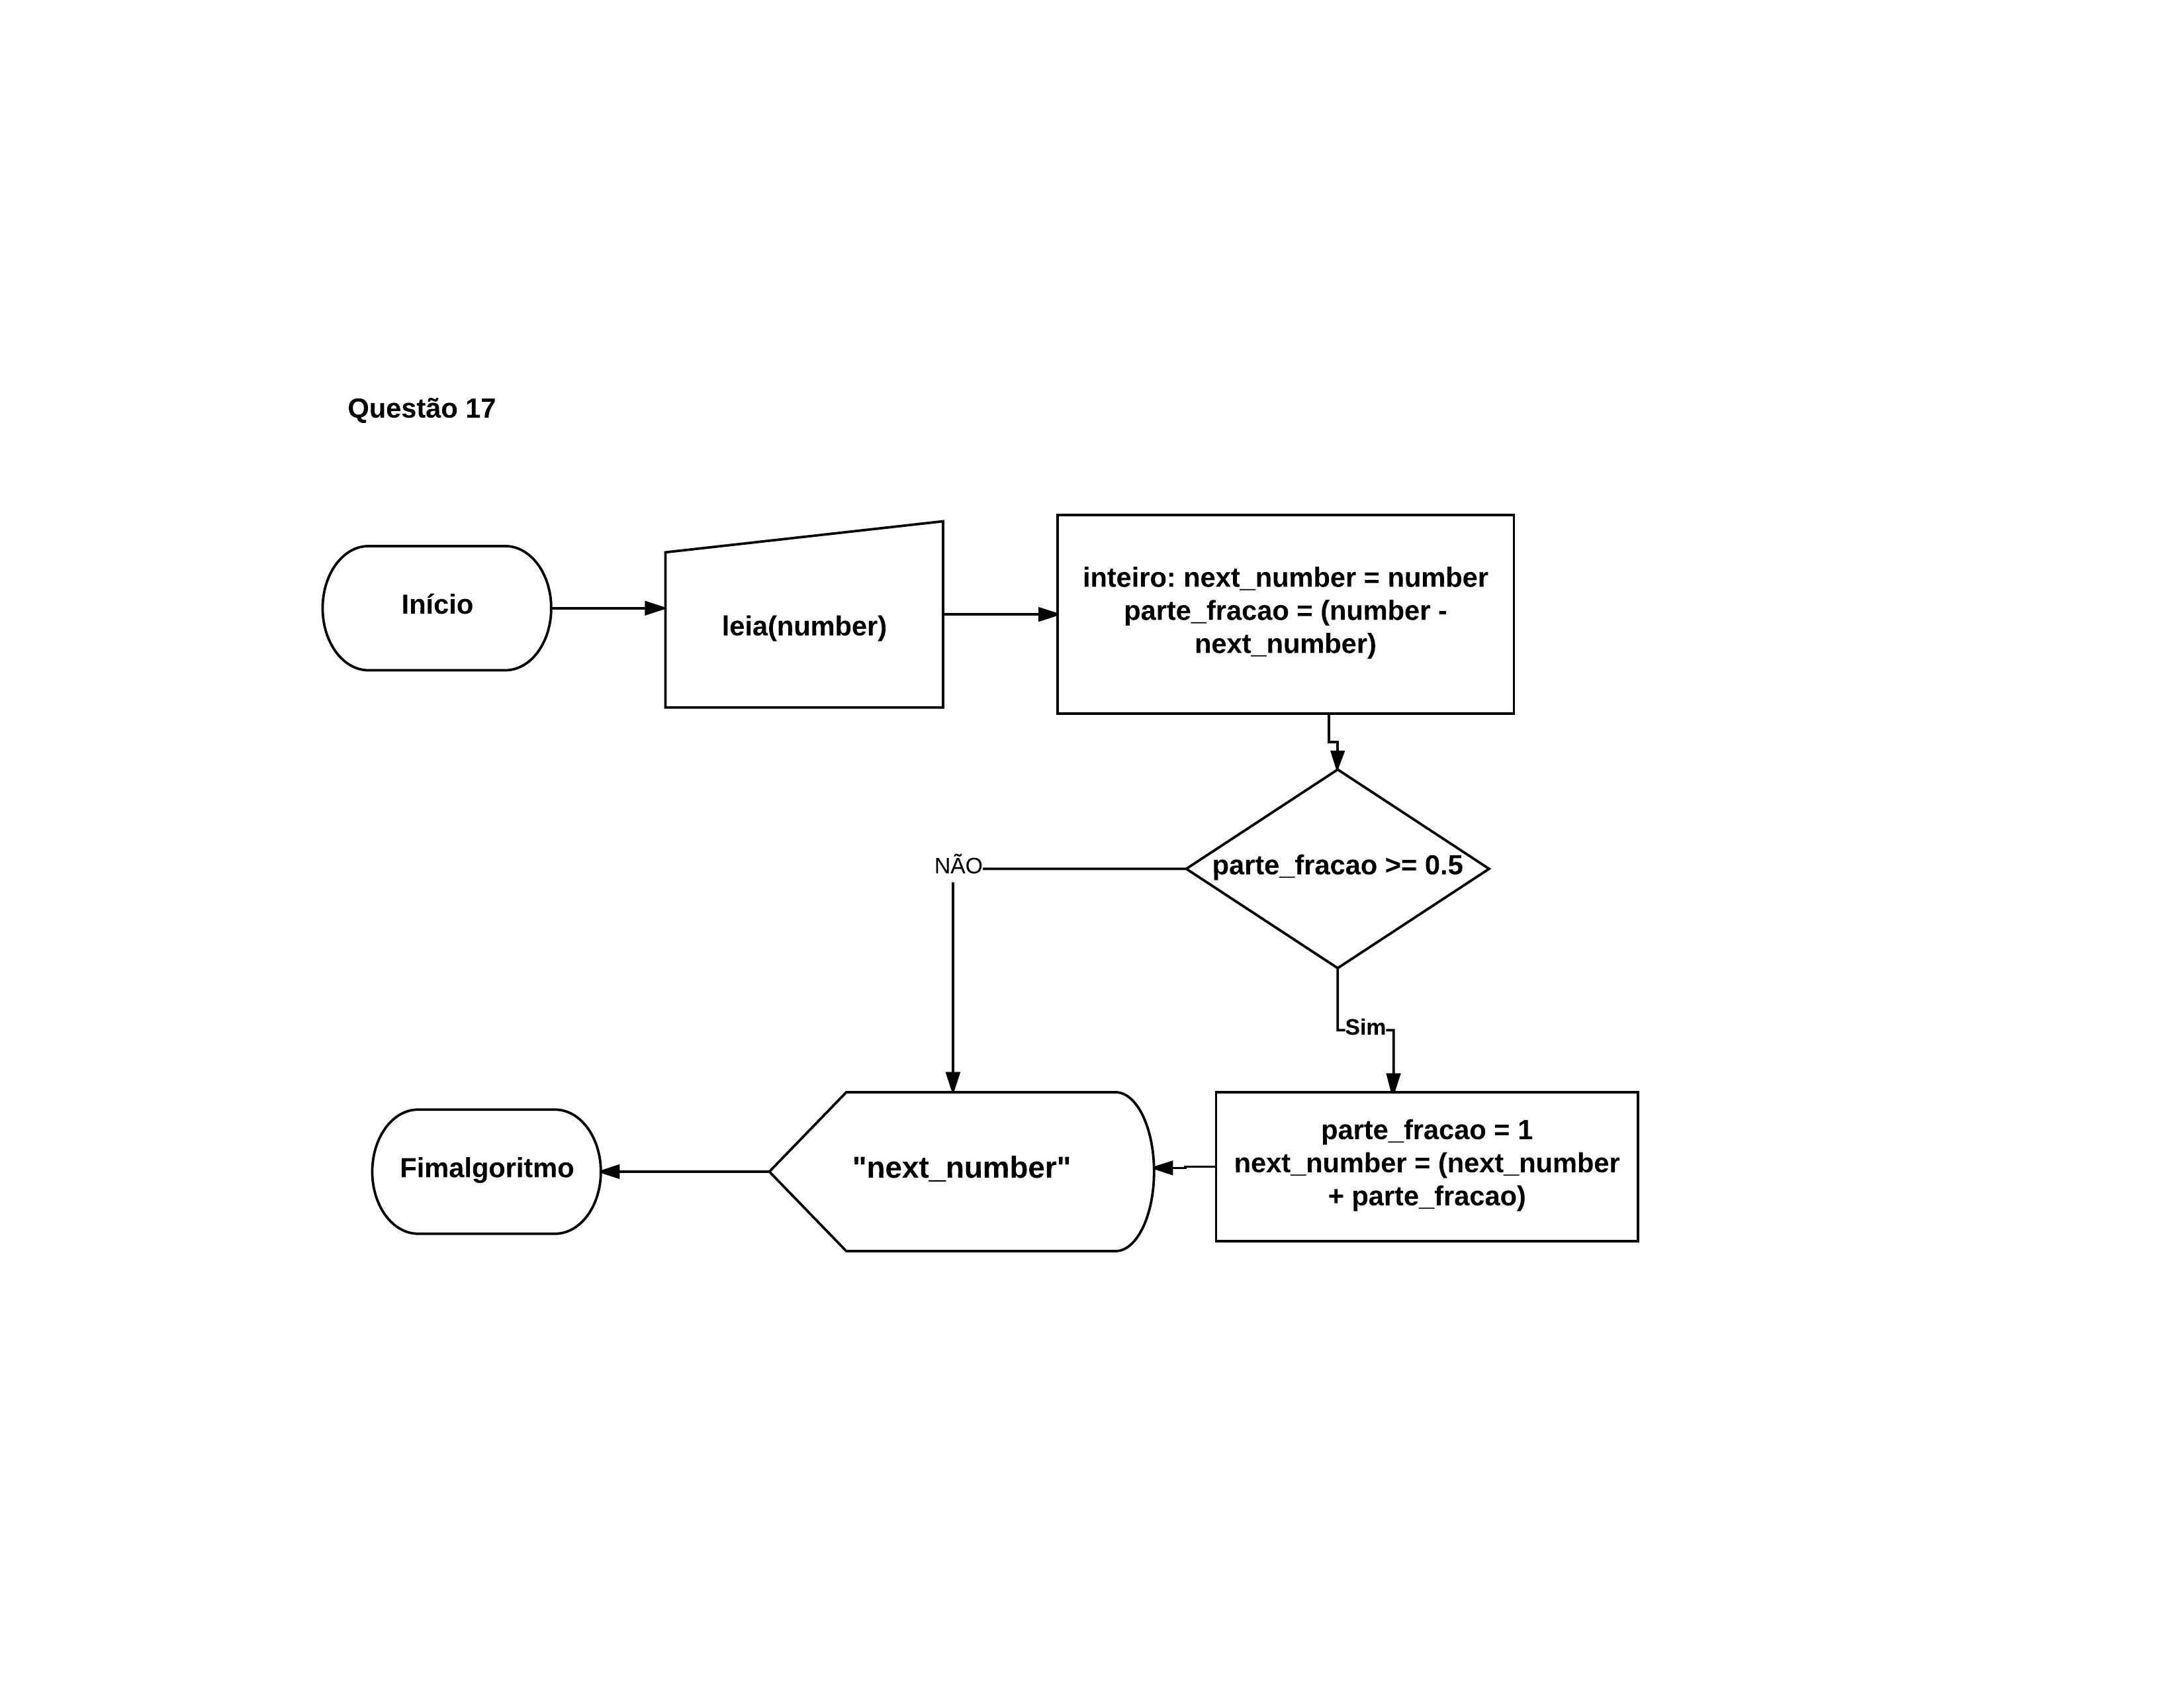 Questão 17
Início
leia(number)
inteiro: next_number = number
parte_fracao = (number -
next_number)
parte_fracao >= 0.5
NÃO
Sim
parte_fracao = 1
next_number = (next_number
+ parte_fracao)
"next_number"
Fimalgoritmo